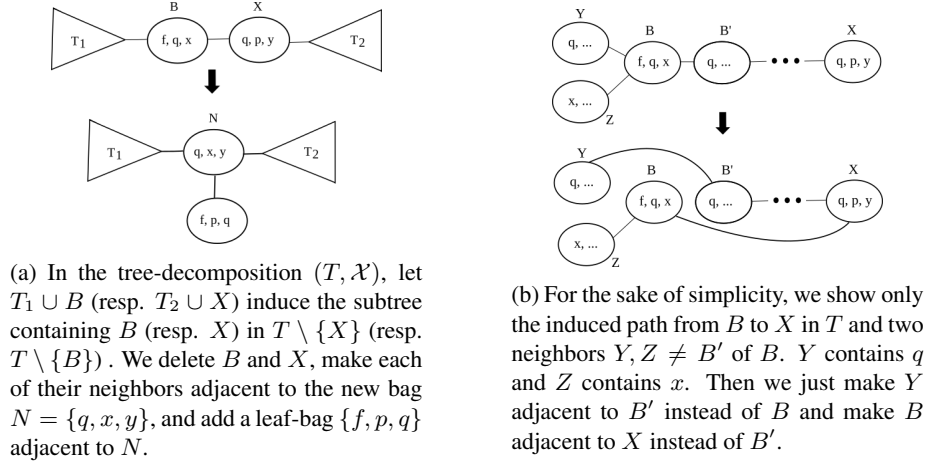 B X
T1 f, q, x q, p, y T2
N
T1 q, x, y T2
f, p, q
(a) In the tree-decomposition (T, 𝒳), let
T1 ∪ B (resp. T2 ∪ X) induce the subtree
containing B (resp. X) in T \ {X} (resp.
T \ {B}) . We delete B and X, make each
of their neighbors adjacent to the new bag
N = {q, x, y}, and add a leaf-bag {f, p, q}
adjacent to N.
Y
q, ... B B' X
f, q, x q, ... q, p, y
x, ...
Z
Y
q, ... B B' X
f, q, x q, ... q, p, y
x, ...
Z
(b) For the sake of simplicity, we show only
the induced path from B to X in T and two
neighbors Y, Z ≠ B′ of B. Y contains q
and Z contains x. Then we just make Y
adjacent to B′ instead of B and make B
adjacent to X instead of B′.